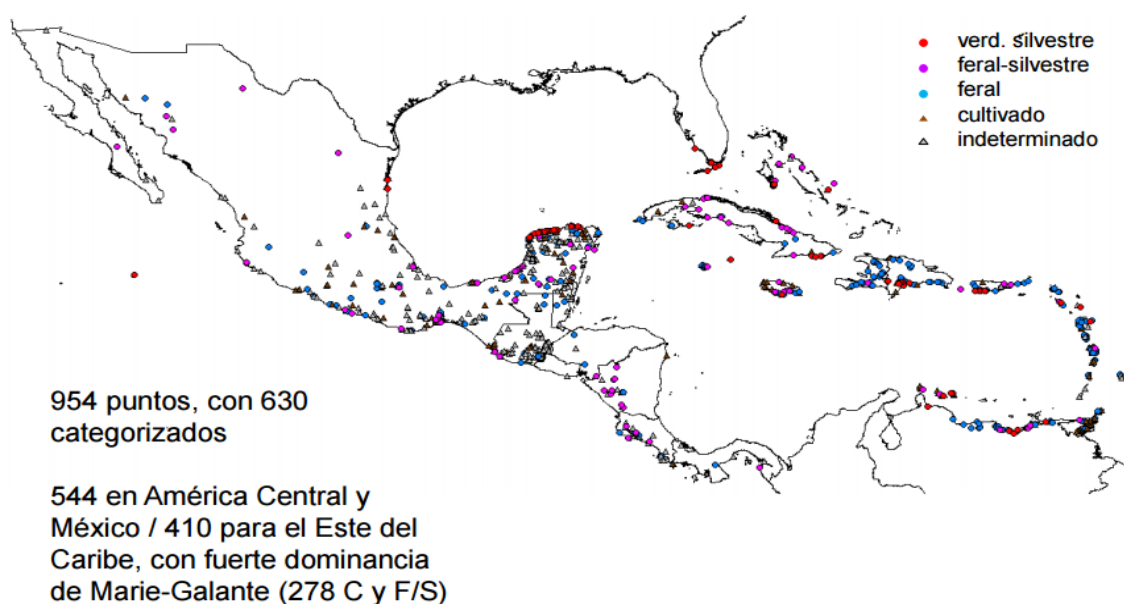 verd. silvestre
feral-silvestre
feral
cultivado
indeterminado
954 puntos, con 630
categorizados
544 en América Central y
México / 410 para el Este del
Caribe, con fuerte dominancia
de Marie-Galante (278 C y F/S)